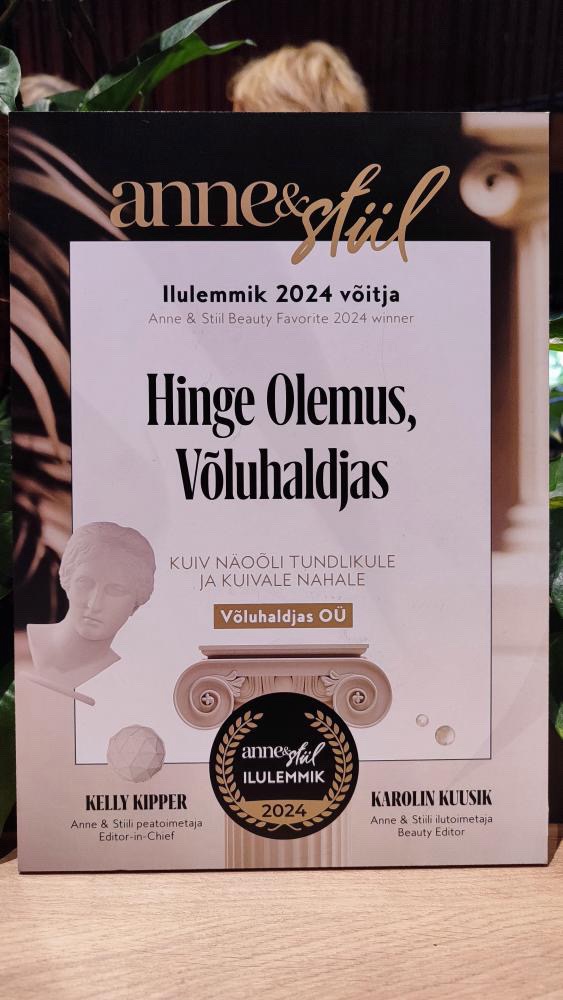 anne&stiil
Ilulemmik 2024 võitja
Anne & Stiil Beauty Favorite 2024 winner
Hinge Olemus,
Võluhaldjas
KUIV NÄOÕLI TUNDLIKULE
JA KUIVALE NAHALE
Võluhaldjas OÜ
anne&stiil
ILULEMMIK
2024
KELLY KIPPER
Anne & Stiili peatoimetaja
Editor-in-Chief
KAROLIN KUUSIK
Anne & Stiili ilutoimetaja
Beauty Editor